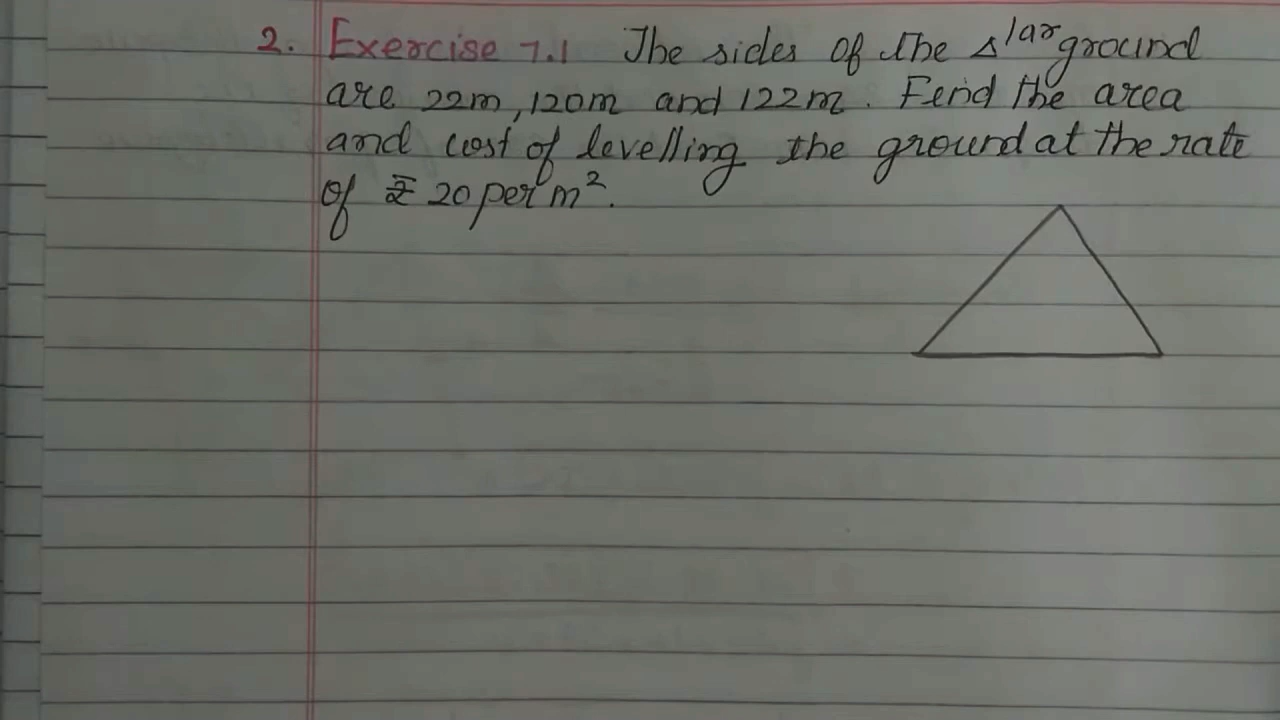 2. Exercise 7.1 The sides of the Δlar ground
are 22m, 120m and 122m. Find the area
and cost of levelling the ground at the rate
of ₹ 20 per m².